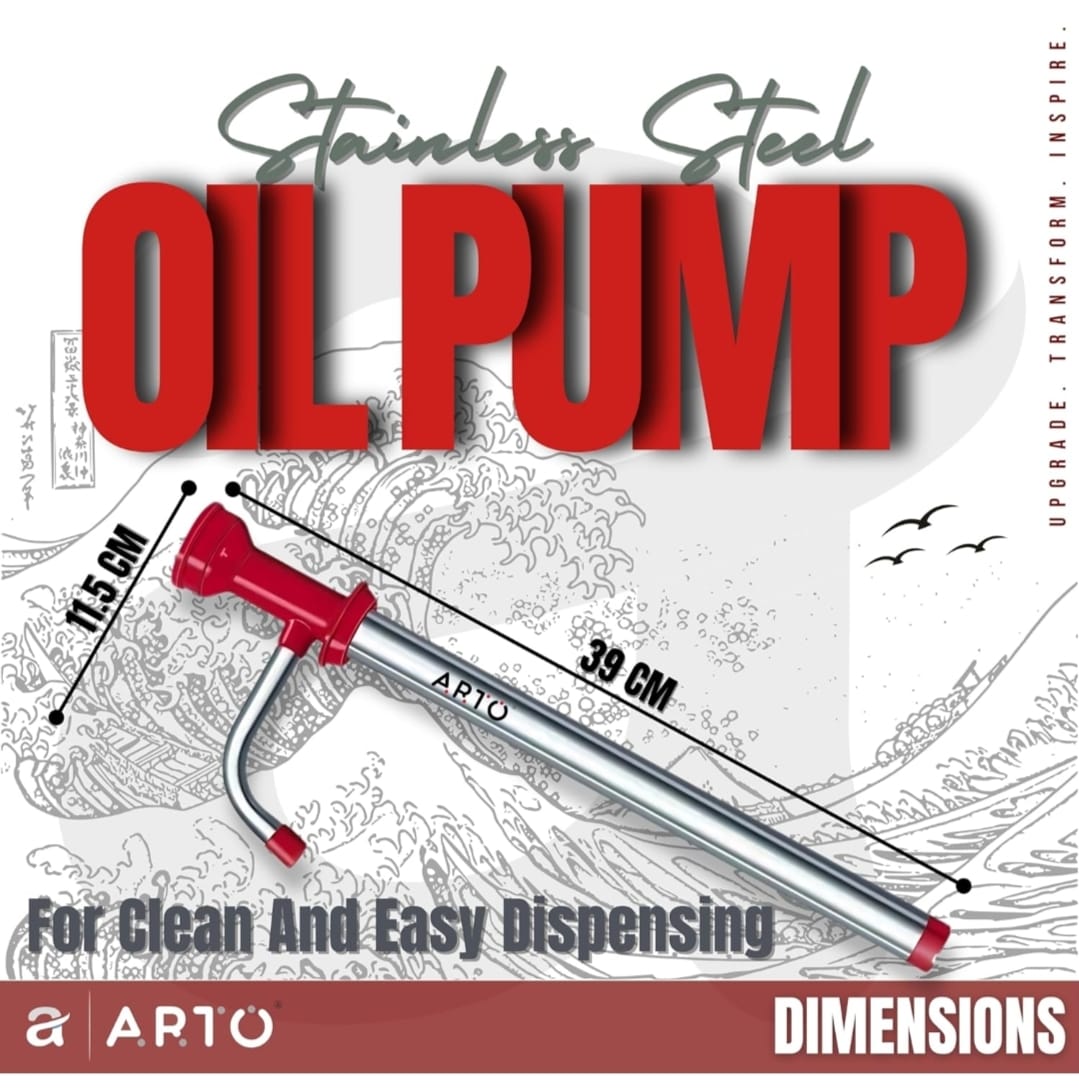 Stainless Steel
OIL PUMP
UPGRADE. TRANSFORM. INSPIRE.
11.5 CM
39 CM
ARTO
For Clean And Easy Dispensing
a | ARTO®
DIMENSIONS